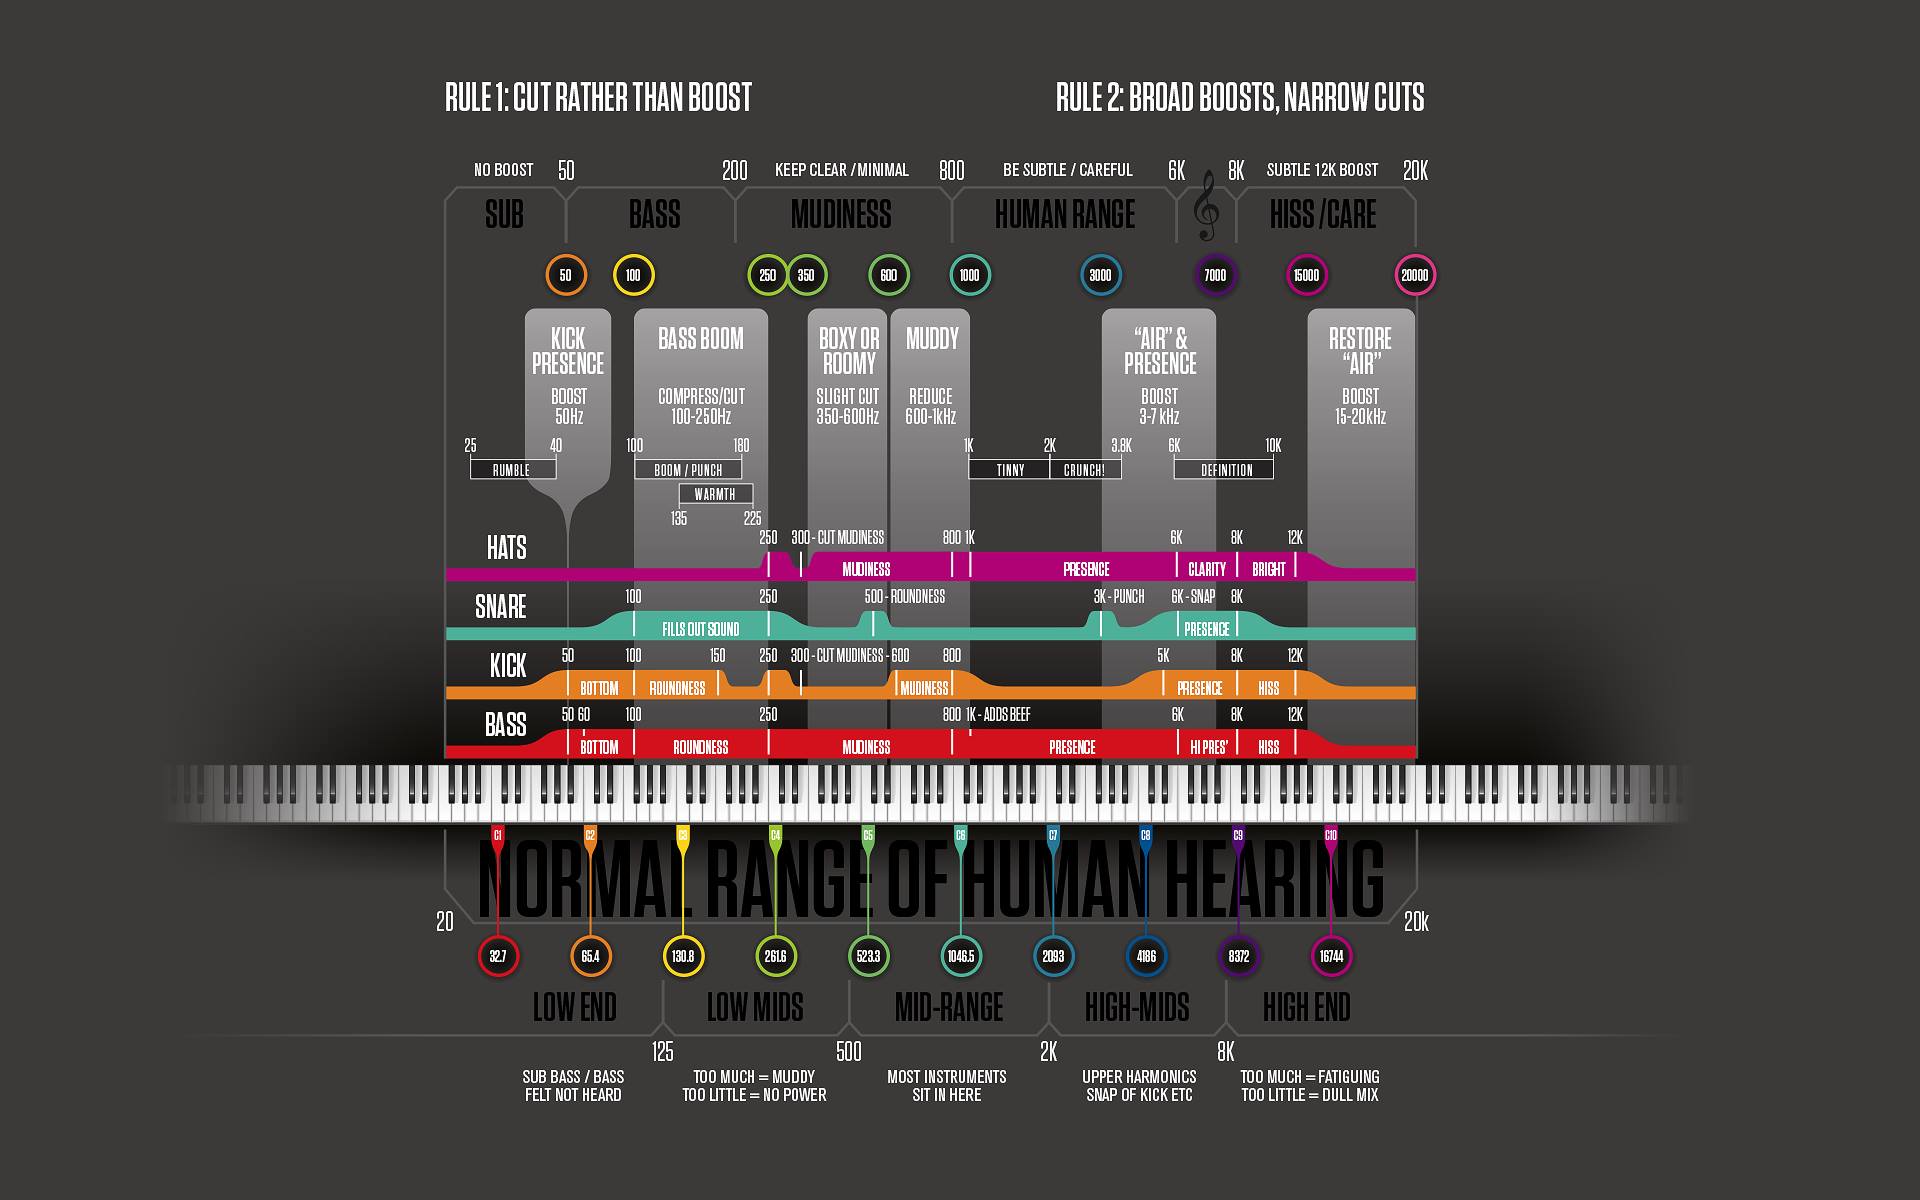 RULE 1: CUT RATHER THAN BOOST
RULE 2: BROAD BOOSTS, NARROW CUTS
NO BOOST 50 200 KEEP CLEAR / MINIMAL 800 BE SUBTLE / CAREFUL 6K 8K SUBTLE 12K BOOST 20K
SUB BASS MUDINESS HUMAN RANGE HISS /CARE
50 100 250 350 600 1000 3000 7000 15000 20000
KICK
PRESENCE
BOOST
50Hz
BASS BOOM
COMPRESS/CUT
100-250Hz
BOXY OR
ROOMY
SLIGHT CUT
350-600Hz
MUDDY
REDUCE
600-1kHz
“AIR” &
PRESENCE
BOOST
3-7 kHz
RESTORE
“AIR”
BOOST
15-20kHz
25 40 100 180 1K 2K 3.8K 6K 10K
RUMBLE BOOM / PUNCH TINNY CRUNCH! DEFINITION
WARMTH
135 225
250 300 - CUT MUDINESS 800 1K 6K 8K 12K
HATS
MUDINESS PRESENCE CLARITY BRIGHT
100 250 500 - ROUNDNESS 3K - PUNCH 6K - SNAP 8K
SNARE
FILLS OUT SOUND PRESENCE
50 100 150 250 300 - CUT MUDINESS - 600 800 5K 8K 12K
KICK
BOTTOM ROUNDNESS MUDINESS PRESENCE HISS
50 60 100 250 800 1K - ADDS BEEF 6K 8K 12K
BASS
BOTTOM ROUNDNESS MUDINESS PRESENCE HI PRES' HISS
C1 C2 C3 C4 C5 C6 C7 C8 C9 C10
NORMAL RANGE OF HUMAN HEARING
20 20k
32.7 65.4 130.8 261.6 523.3 1046.5 2093 4186 8372 16744
LOW END LOW MIDS MID-RANGE HIGH-MIDS HIGH END
125 500 2K 8K
SUB BASS / BASS
FELT NOT HEARD
TOO MUCH = MUDDY
TOO LITTLE = NO POWER
MOST INSTRUMENTS
SIT IN HERE
UPPER HARMONICS
SNAP OF KICK ETC
TOO MUCH = FATIGUING
TOO LITTLE = DULL MIX